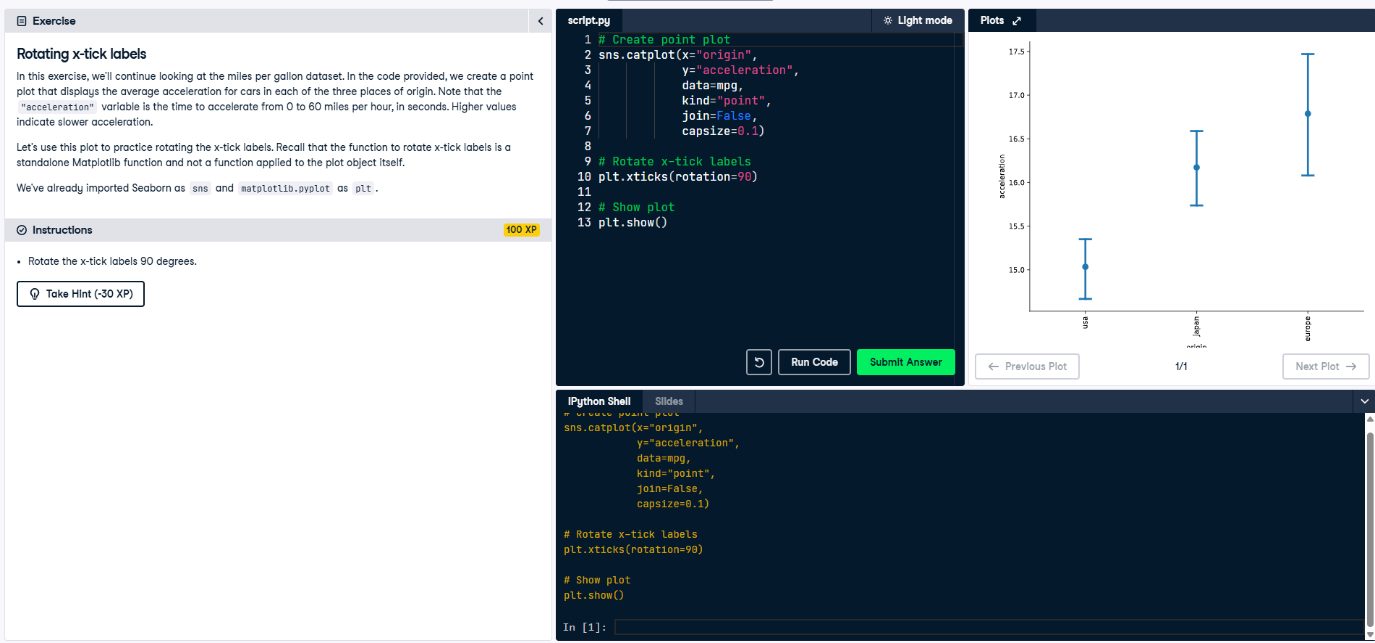 Exercise
Rotating x-tick labels
In this exercise, we'll continue looking at the miles per gallon dataset. In the code provided, we create a point
plot that displays the average acceleration for cars in each of the three places of origin. Note that the
"acceleration" variable is the time to accelerate from 0 to 60 miles per hour, in seconds. Higher values
indicate slower acceleration.
Let's use this plot to practice rotating the x-tick labels. Recall that the function to rotate x-tick labels is a
standalone Matplotlib function and not a function applied to the plot object itself.
We've already imported Seaborn as sns and matplotlib.pyplot as plt.
Instructions
100 XP
• Rotate the x-tick labels 90 degrees.
Take Hint (-30 XP)
script.py
Light mode
1 # Create point plot
2 sns.catplot(x="origin",
3 y="acceleration",
4 data=mpg,
5 kind="point",
6 join=False,
7 capsize=0.1)
8
9 # Rotate x-tick labels
10 plt.xticks(rotation=90)
11
12 # Show plot
13 plt.show()
Run Code
Submit Answer
Plots
17.5
17.0
16.5
16.0
15.5
15.0
acceleration
usa
japan
europe
origin
← Previous Plot
1/1
Next Plot →
IPython Shell
Slides
# Create point plot
sns.catplot(x="origin",
y="acceleration",
data=mpg,
kind="point",
join=False,
capsize=0.1)
# Rotate x-tick labels
plt.xticks(rotation=90)
# Show plot
plt.show()
In [1]: